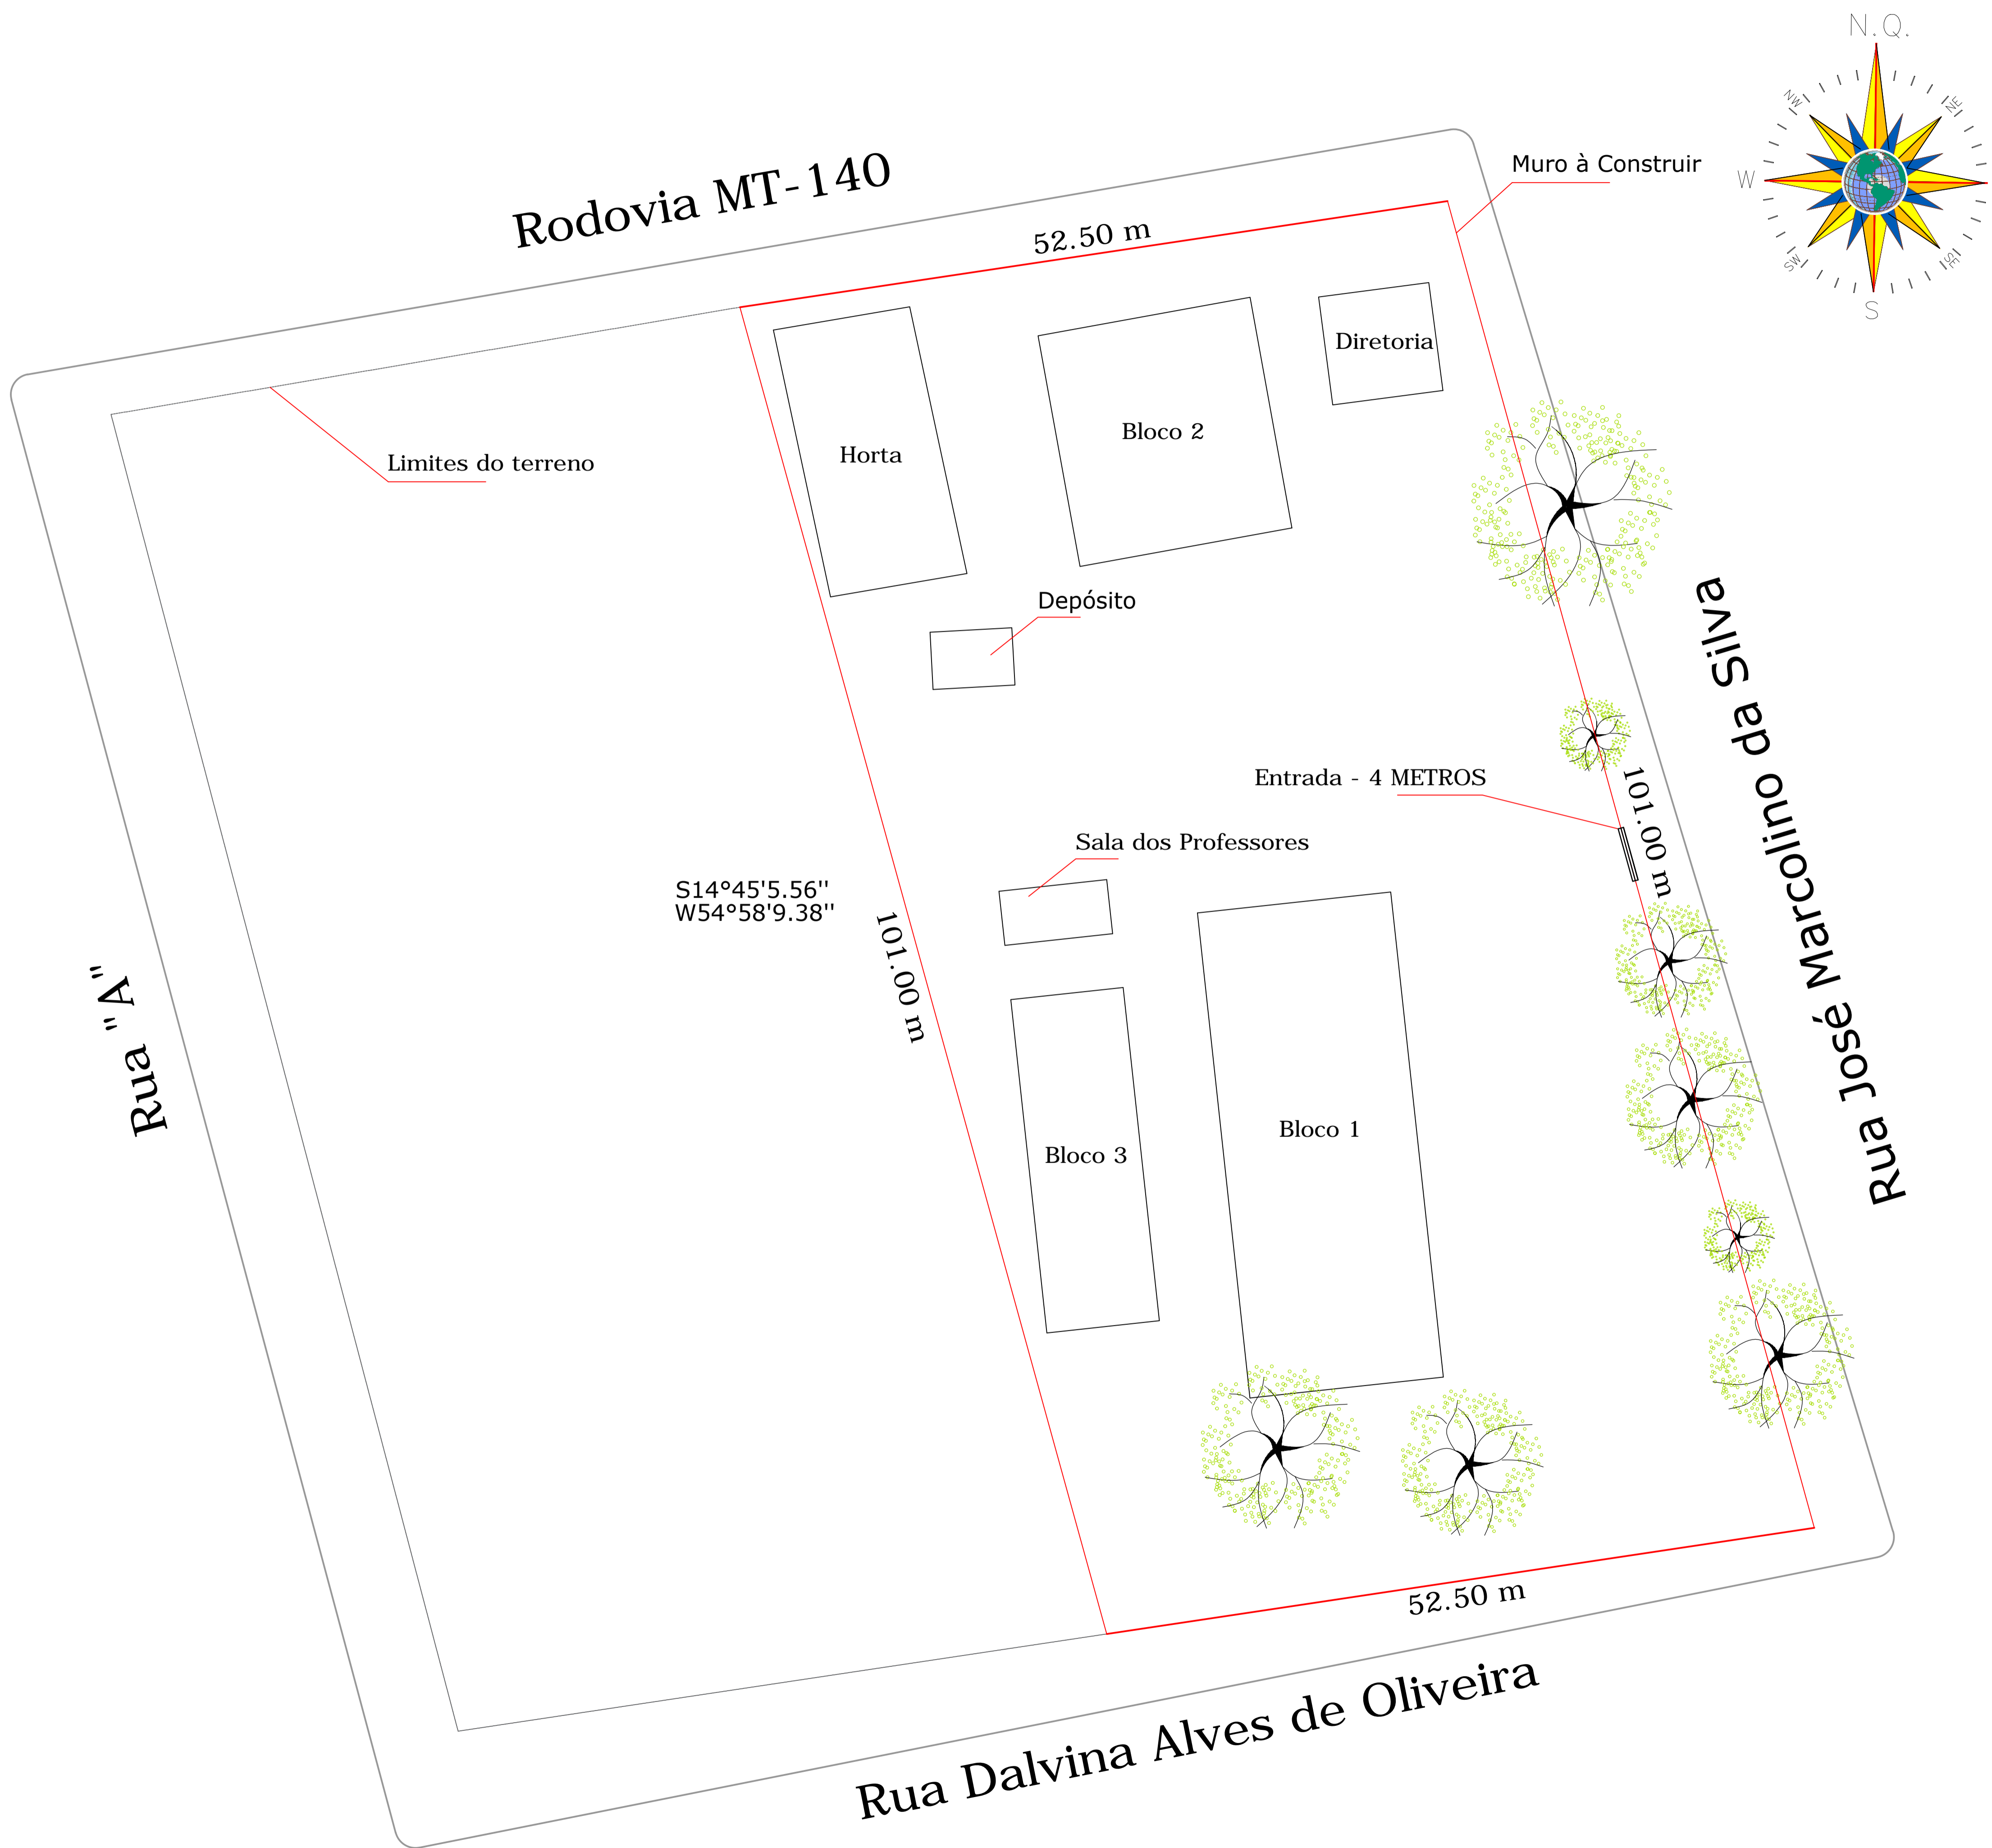 N.Q.
NW
NE
W
SW
SE
S
Rodovia MT-140
Muro à Construir
52.50 m
Diretoria
Bloco 2
Horta
Limites do terreno
Depósito
Rua José Marcolino da Silva
Entrada - 4 METROS
101.00 m
Sala dos Professores
S14°45'5.56''
W54°58'9.38''
101.00 m
Rua "A"
Bloco 1
Bloco 3
52.50 m
Rua Dalvina Alves de Oliveira